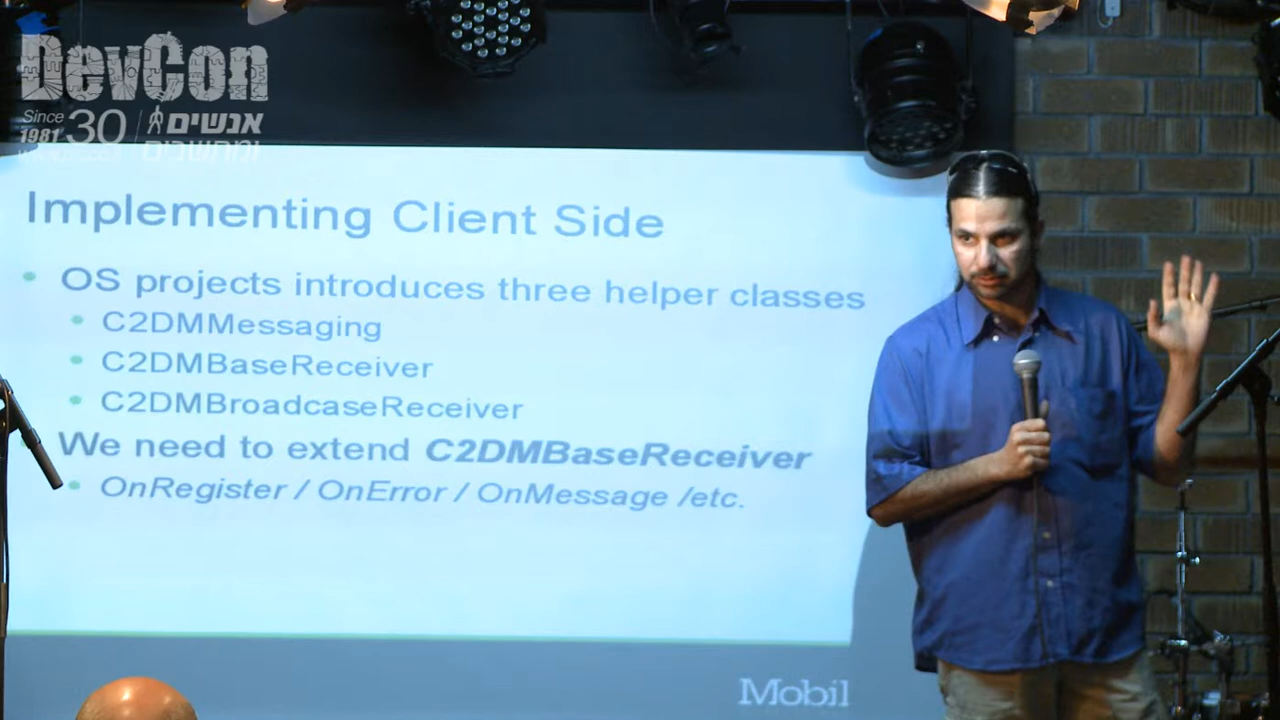 DevCon
Since 1981 30
אנשים
ומחשבים
Implementing Client Side
OS projects introduces three helper classes
C2DMMessaging
C2DMBaseReceiver
C2DMBroadcaseReceiver
We need to extend C2DMBaseReceiver
OnRegister / OnError / OnMessage /etc.
Mobil